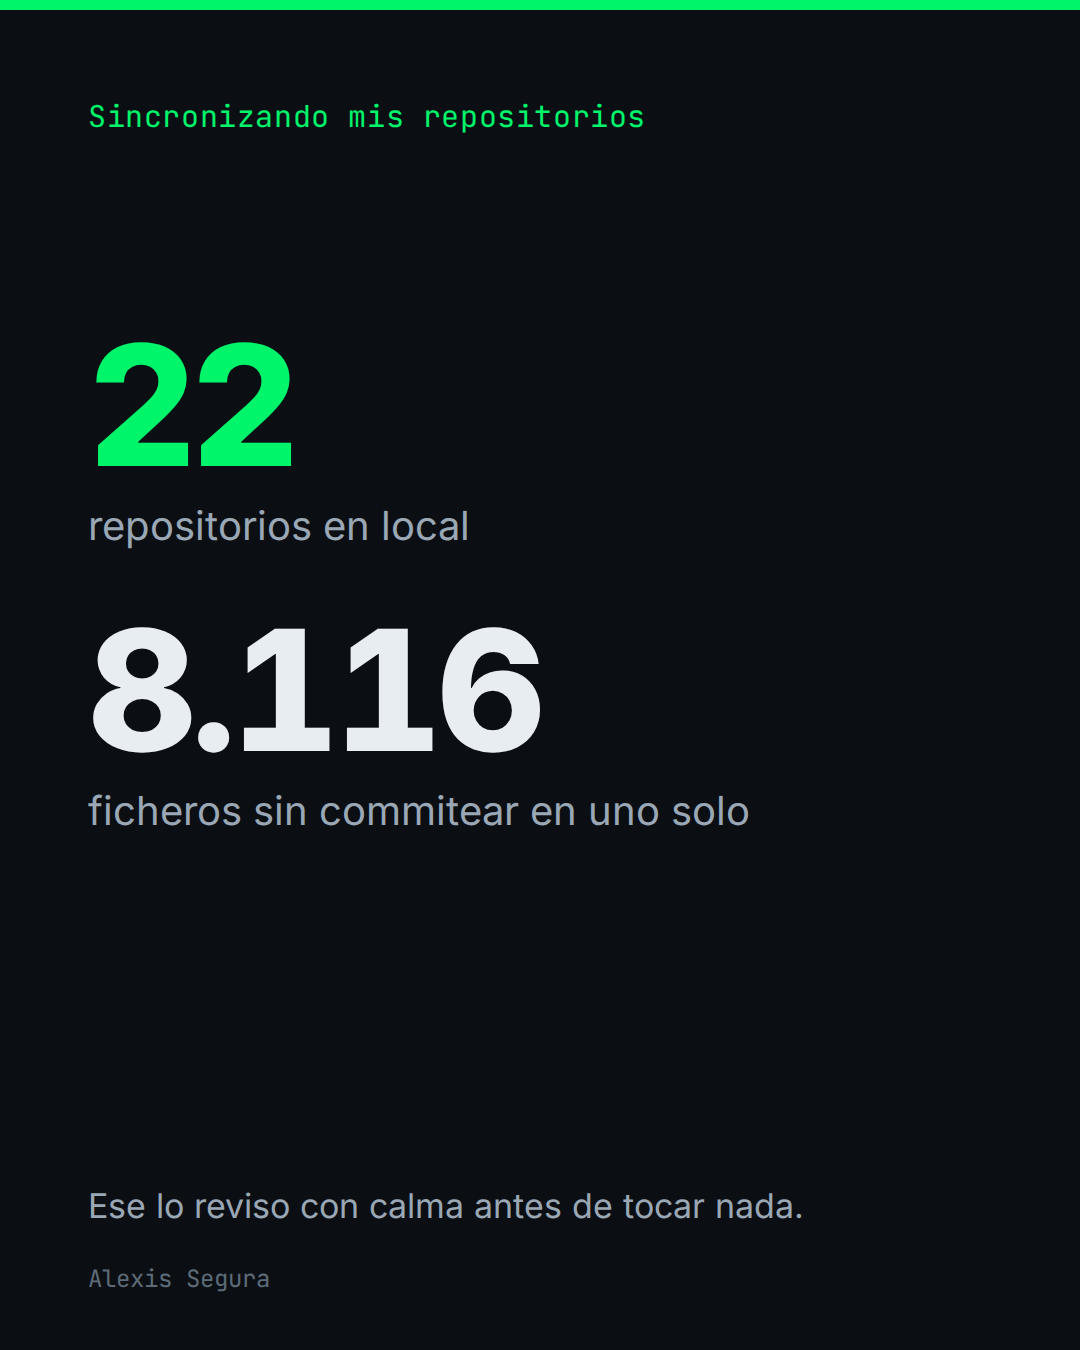 Sincronizando mis repositorios
22
repositorios en local
8.116
ficheros sin commitear en uno solo
Ese lo reviso con calma antes de tocar nada.
Alexis Segura